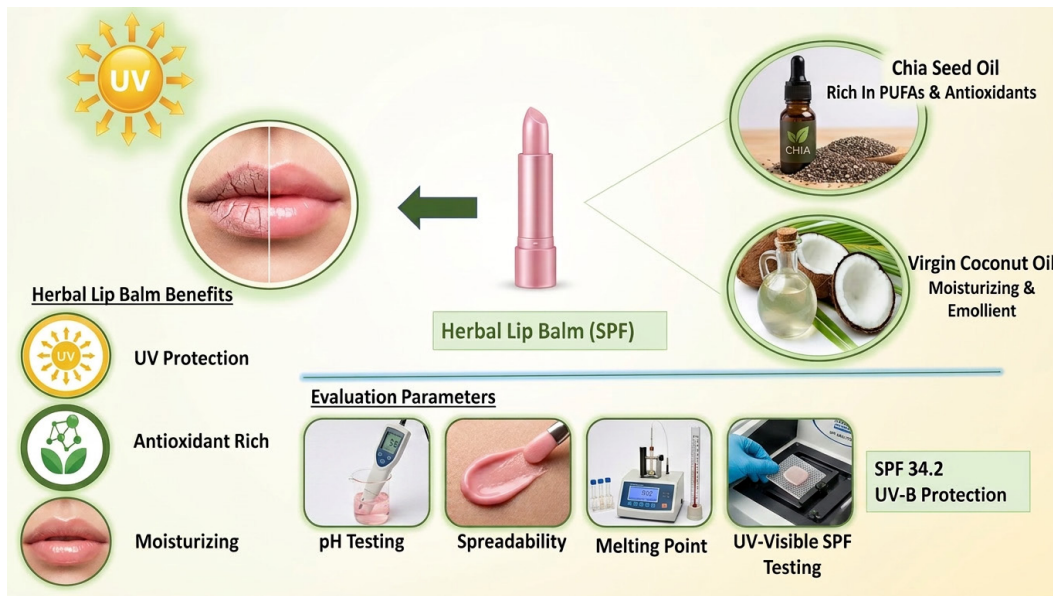 UV
Chia Seed Oil
Rich In PUFAs & Antioxidants
CHIA
Virgin Coconut Oil
Moisturizing &
Emollient
Herbal Lip Balm (SPF)
Herbal Lip Balm Benefits
UV
UV Protection
Antioxidant Rich
Moisturizing
Evaluation Parameters
pH Testing
Spreadability
Melting Point
UV-Visible SPF
Testing
SPF 34.2
UV-B Protection